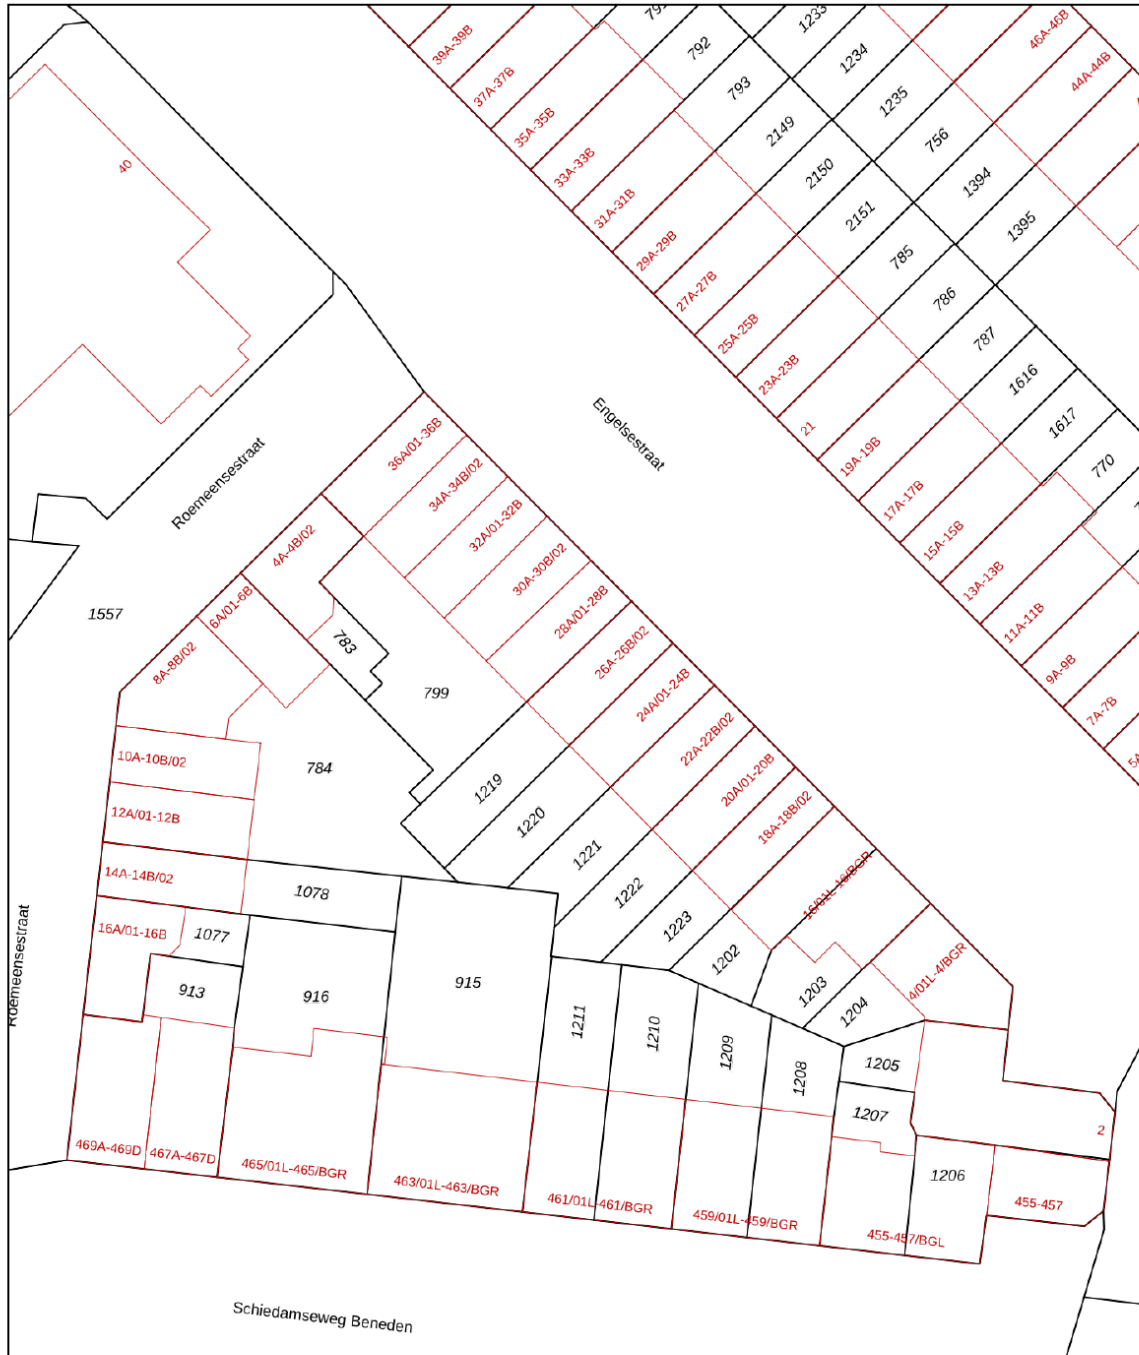 39A-39B
37A-37B
35A-35B
33A-33B
31A-31B
29A-29B
27A-27B
25A-25B
23A-23B
21
19A-19B
17A-17B
15A-15B
13A-13B
11A-11B
9A-9B
7A-7B
792
793
2149
2150
2151
785
786
787
1616
1617
770
1233
1234
1235
756
1394
1395
46A-46B
44A-44B
40
Engelsestraat
Roemeensestraat
36A/01-36B
34A-34B/02
32A/01-32B
30A-30B/02
28A/01-28B
26A-26B/02
24A/01-24B
22A-22B/02
20A/01-20B
18A-18B/02
16/01L-16/BGR
4/01L-4/BGR
4A-4B/02
6A/01-6B
8A-8B/02
10A-10B/02
12A/01-12B
14A-14B/02
16A/01-16B
1557
783
799
784
1219
1220
1221
1222
1223
1202
1203
1204
1205
1207
1206
1078
1077
913
916
915
1211
1210
1209
1208
2
Roemeensestraat
469A-469D
467A-467D
465/01L-465/BGR
463/01L-463/BGR
461/01L-461/BGR
459/01L-459/BGR
455-457/BGL
455-457
Schiedamseweg Beneden